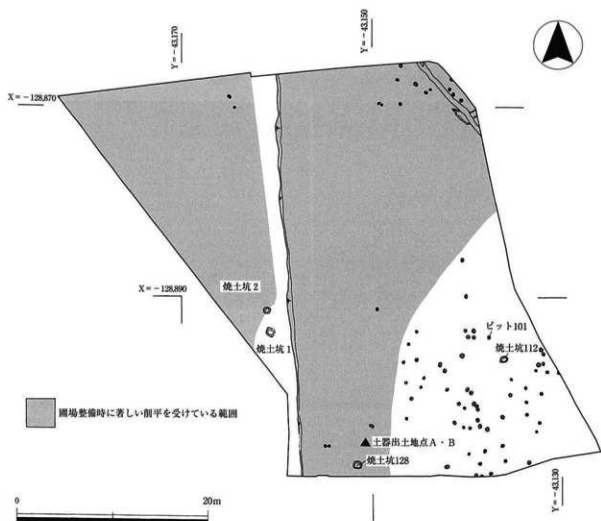 Y=-43,170
Y=-43,150
X=-128,870
焼土坑2
X=-128,890
焼土坑1
ピット101
焼土坑112
圃場整備時に著しい削平を受けている範囲
土器出土地点A・B
焼土坑128
Y=-43,130
0
20m